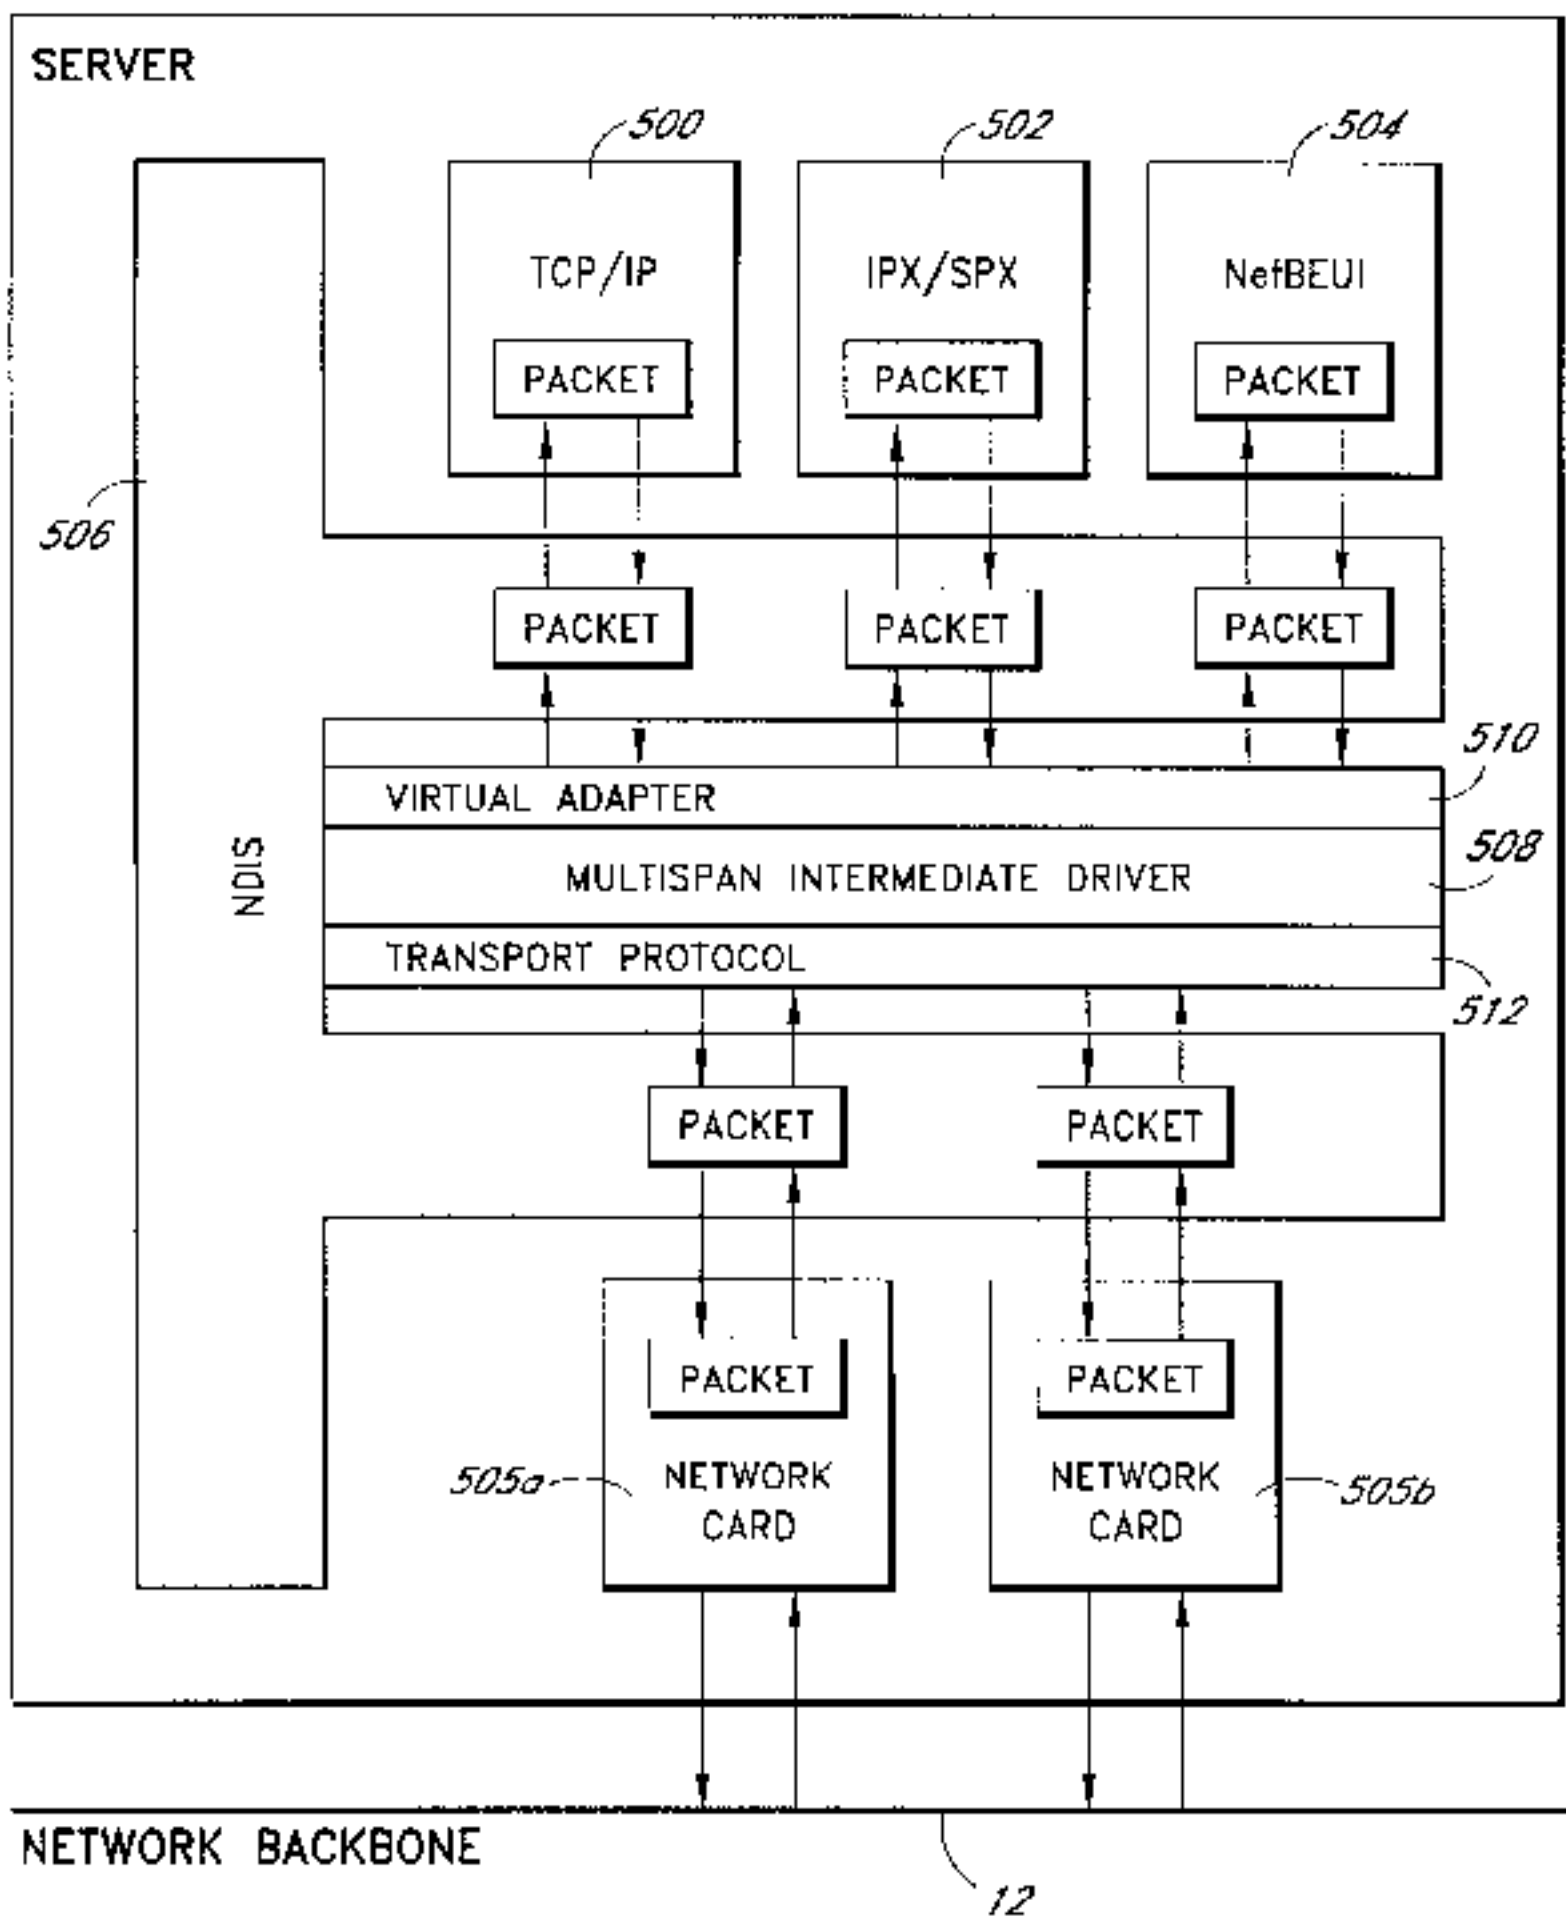 SERVER
500
502
504
TCP/IP
IPX/SPX
NefBEUI
PACKET
PACKET
PACKET
506
PACKET
PACKET
PACKET
510
VIRTUAL ADAPTER
NDIS
MULTISPAN INTERMEDIATE DRIVER
508
TRANSPORT PROTOCOL
512
PACKET
PACKET
PACKET
PACKET
505a
NETWORK
CARD
NETWORK
CARD
505b
NETWORK BACKBONE
12